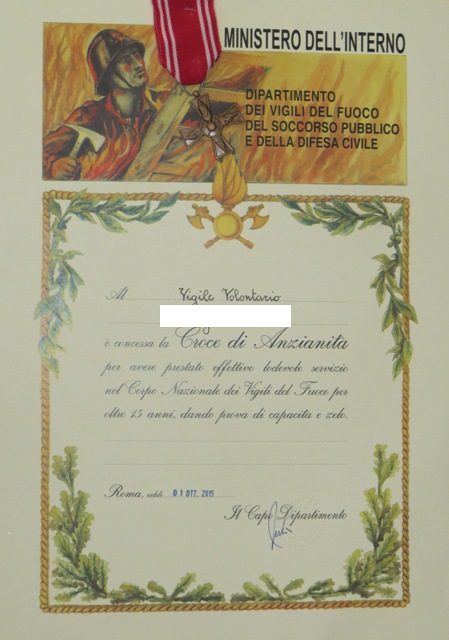 MINISTERO DELL'INTERNO
DIPARTIMENTO
DEI VIGILI DEL FUOCO
DEL SOCCORSO PUBBLICO
E DELLA DIFESA CIVILE
Al Vigile Volontario
è concessa la Croce di Anzianità
per avere prestato effettivo lodevole servizio
nel Corpo Nazionale dei Vigili del Fuoco per
oltre 15 anni, dando prova di capacità e zelo.
Roma, addì 01 OTT. 2015
Il Capo Dipartimento